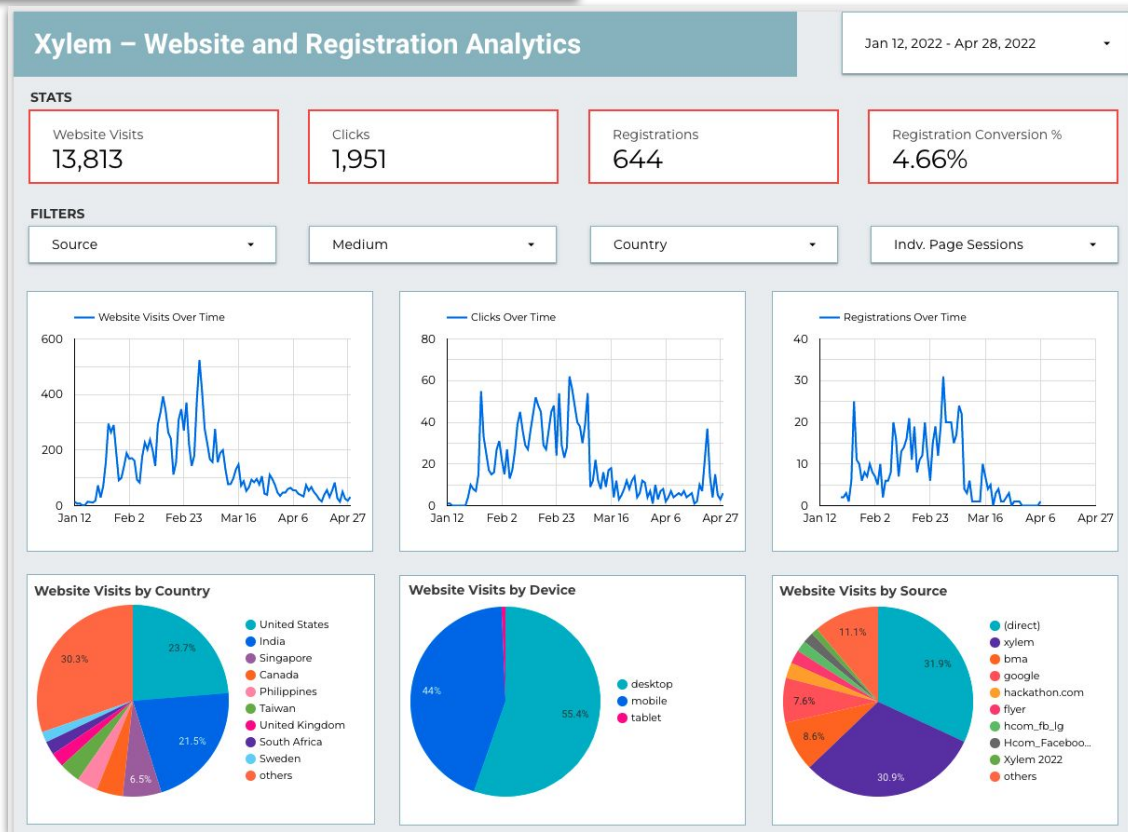 Xylem – Website and Registration Analytics
Jan 12, 2022 - Apr 28, 2022
STATS
Website Visits
13,813
Clicks
1,951
Registrations
644
Registration Conversion %
4.66%
FILTERS
Source
Medium
Country
Indv. Page Sessions
Website Visits Over Time
600
400
200
0
Jan 12 Feb 2 Feb 23 Mar 16 Apr 6 Apr 27
Clicks Over Time
80
60
40
20
0
Jan 12 Feb 2 Feb 23 Mar 16 Apr 6 Apr 27
Registrations Over Time
40
30
20
10
0
Jan 12 Feb 2 Feb 23 Mar 16 Apr 6 Apr 27
Website Visits by Country
30.3%
23.7%
21.5%
6.5%
United States
India
Singapore
Canada
Philippines
Taiwan
United Kingdom
South Africa
Sweden
others
Website Visits by Device
44%
55.4%
desktop
mobile
tablet
Website Visits by Source
11.1%
31.9%
7.6%
8.6%
30.9%
(direct)
xylem
bma
google
hackathon.com
flyer
hcom_fb_lg
Hcom_Faceboo...
Xylem 2022
others